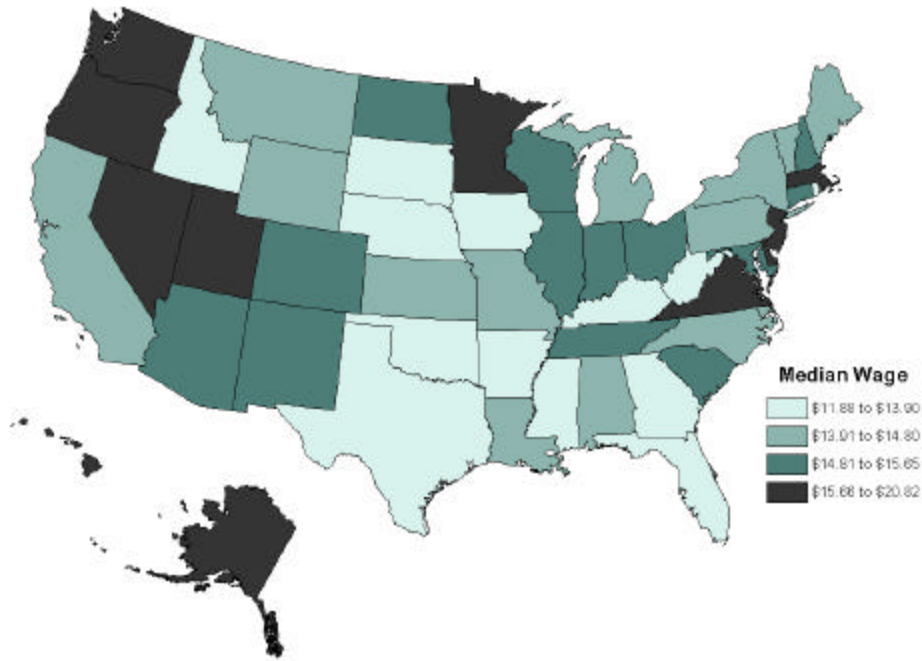 Median Wage
$11.88 to $13.90
$13.91 to $14.80
$14.81 to $15.65
$15.66 to $20.82